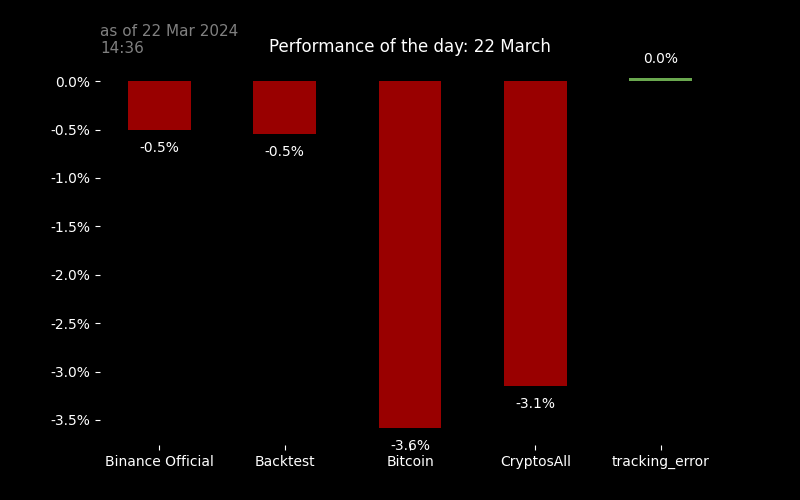 as of 22 Mar 2024
14:36
Performance of the day: 22 March
0.0%
0.0%
-0.5%
-1.0%
-1.5%
-2.0%
-2.5%
-3.0%
-3.5%
-0.5%
-0.5%
-3.6%
-3.1%
Binance Official
Backtest
Bitcoin
CryptosAll
tracking_error